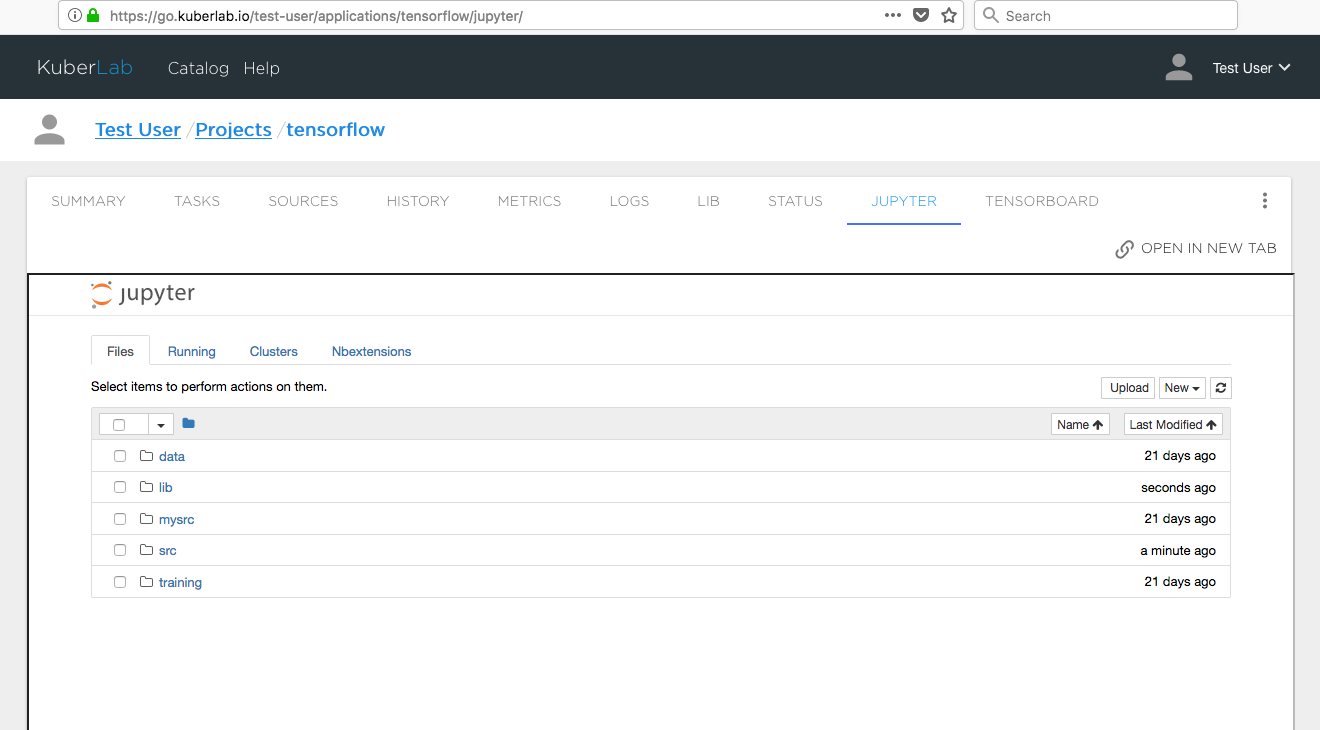 https://go.kuberlab.io/test-user/applications/tensorflow/jupyter/ Search
KuberLab Catalog Help Test User
Test User / Projects / tensorflow
SUMMARY TASKS SOURCES HISTORY METRICS LOGS LIB STATUS JUPYTER TENSORBOARD
OPEN IN NEW TAB
jupyter
Files Running Clusters Nbextensions
Select items to perform actions on them. Upload New
Name Last Modified
data 21 days ago
lib seconds ago
mysrc 21 days ago
src a minute ago
training 21 days ago